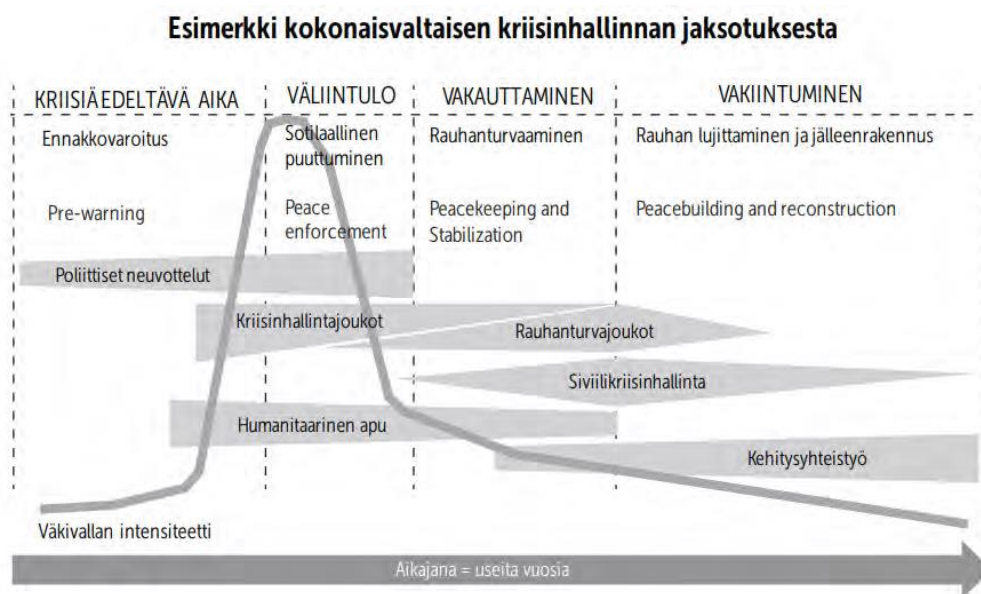 Esimerkki kokonaisvaltaisen kriisinhallinnan jaksotuksesta
KRIISIÄEDELTÄVÄ AIKA
VÄLIINTULO
VAKAUTTAMINEN
VAKIINTUMINEN
Ennakkovaroitus
Sotilaallinen
puuttuminen
Rauhanturvaaminen
Rauhan lujittaminen ja jälleenrakennus
Pre-warning
Peace
enforcement
Peacekeeping and
Stabilization
Peacebuilding and reconstruction
Poliittiset neuvottelut
Kriisinhallintajoukot
Rauhanturvajoukot
Siviilikriisinhallinta
Humanitaarinen apu
Kehitysyhteistyö
Väkivallan intensiteetti
Aikajana = useita vuosia